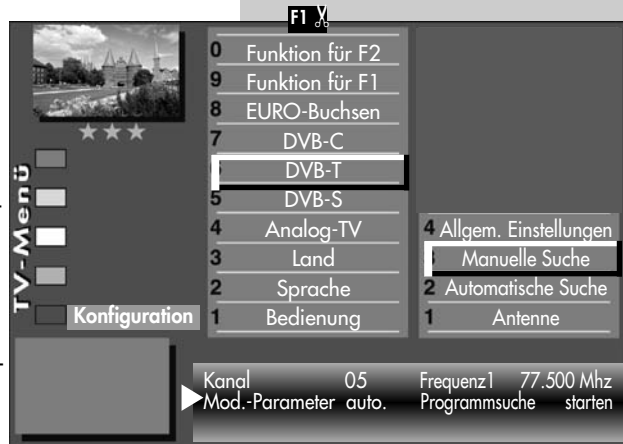 F1
0 Funktion für F2
9 Funktion für F1
8 EURO-Buchsen
7 DVB-C
6 DVB-T
5 DVB-S
4 Analog-TV
3 Land
2 Sprache
1 Bedienung
TV-Menü
Konfiguration
4 Allgem. Einstellungen
3 Manuelle Suche
2 Automatische Suche
1 Antenne
Kanal 05 Frequenz1 77.500 Mhz
Mod.-Parameter auto. Programmsuche starten